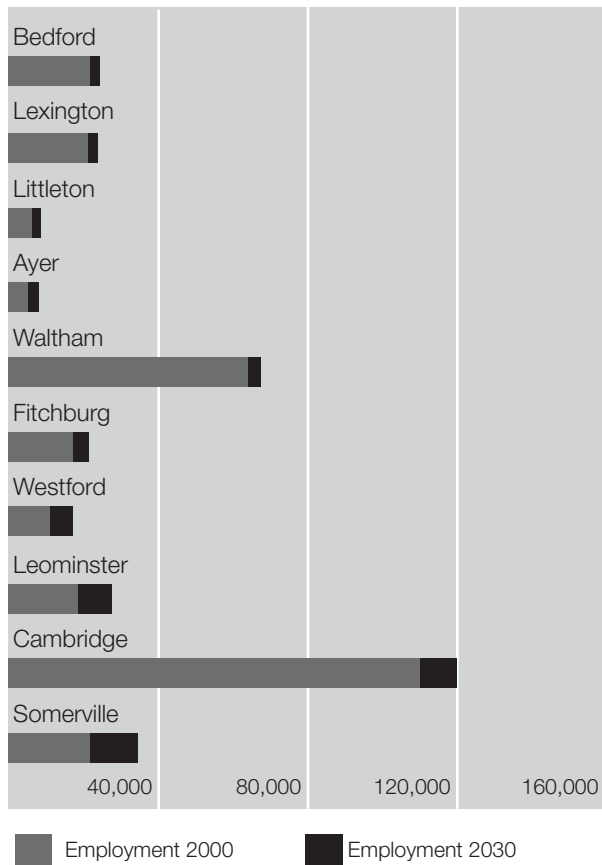 Bedford
Lexington
Littleton
Ayer
Waltham
Fitchburg
Westford
Leominster
Cambridge
Somerville
40,000 80,000 120,000 160,000
Employment 2000 Employment 2030